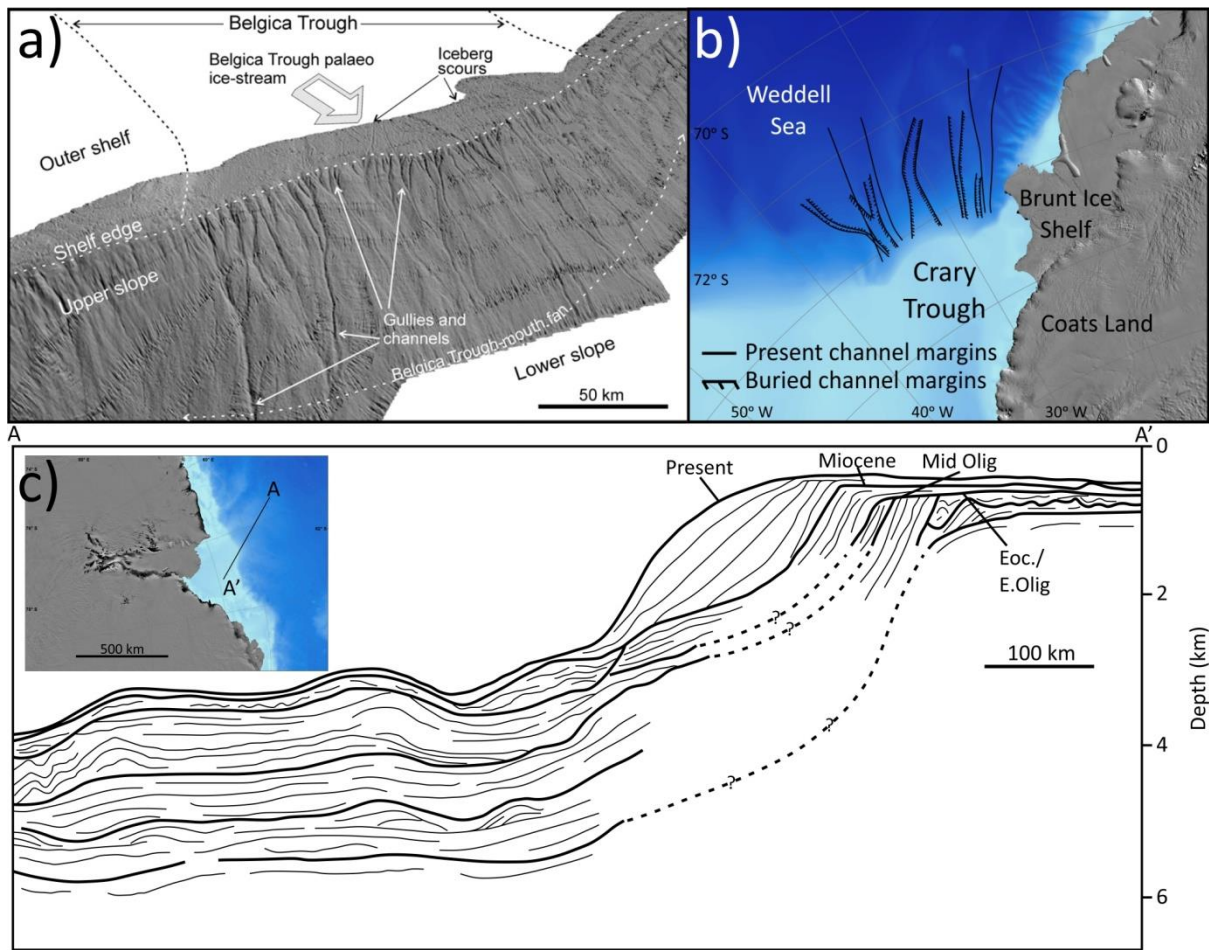 a)
Belgica Trough
Belgica Trough palaeo
ice-stream
Iceberg
scours
Outer shelf
Shelf edge
Upper slope
Gullies and
channels
Belgica Trough-mouth fan
Lower slope
50 km
b)
Weddell
Sea
70° S
72° S
Brunt Ice
Shelf
Crary
Trough
Coats Land
Present channel margins
Buried channel margins
50° W
40° W
30° W
A
A'
c)
A
A'
500 km
Present
Miocene
Mid Olig
Eoc./
E.Olig
?
?
?
?
100 km
0
2
4
6
Depth (km)